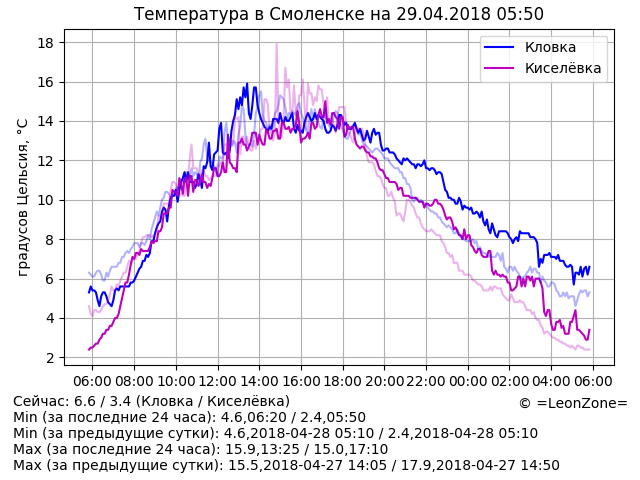 Температура в Смоленске на 29.04.2018 05:50
Кловка
Киселёвка
градусов Цельсия, °C
18
16
14
12
10
8
6
4
2
06:00 08:00 10:00 12:00 14:00 16:00 18:00 20:00 22:00 00:00 02:00 04:00 06:00
Сейчас: 6.6 / 3.4 (Кловка / Киселёвка)
© =LeonZone=
Min (за последние 24 часа): 4.6,06:20 / 2.4,05:50
Min (за предыдущие сутки): 4.6,2018-04-28 05:10 / 2.4,2018-04-28 05:10
Max (за последние 24 часа): 15.9,13:25 / 15.0,17:10
Max (за предыдущие сутки): 15.5,2018-04-27 14:05 / 17.9,2018-04-27 14:50